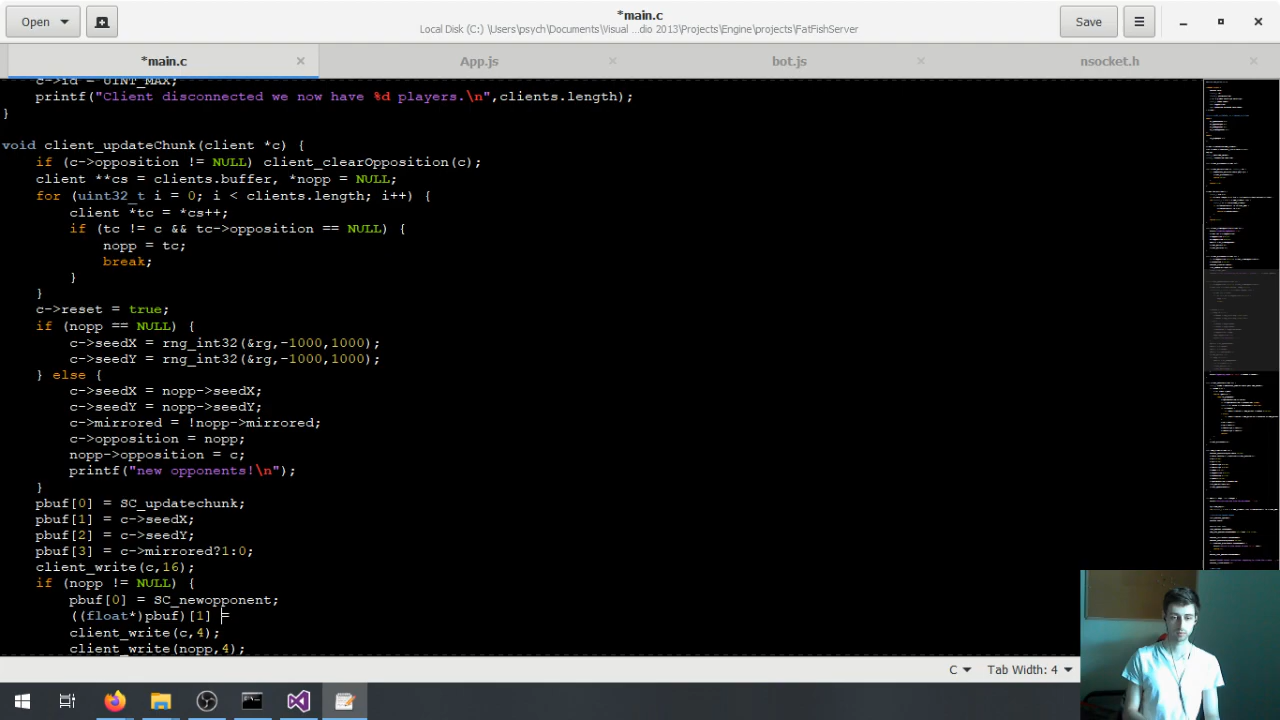 Open
*main.c
Local Disk (C:) \Users\psych\Documents\Visual ...dio 2013\Projects\Engine\projects\FatFishServer
Save
*main.c
App.js
bot.js
nsocket.h
c->id = UINT_MAX;
printf("Client disconnected we now have %d players.\n",clients.length);
}
void client_updateChunk(client *c) {
if (c->opposition != NULL) client_clearOpposition(c);
client **cs = clients.buffer, *nopp = NULL;
for (uint32_t i = 0; i < clients.length; i++) {
client *tc = *cs++;
if (tc != c && tc->opposition == NULL) {
nopp = tc;
break;
}
}
c->reset = true;
if (nopp == NULL) {
c->seedX = rng_int32(&rg,-1000,1000);
c->seedY = rng_int32(&rg,-1000,1000);
} else {
c->seedX = nopp->seedX;
c->seedY = nopp->seedY;
c->mirrored = !nopp->mirrored;
c->opposition = nopp;
nopp->opposition = c;
printf("new opponents!\n");
}
pbuf[0] = SC_updatechunk;
pbuf[1] = c->seedX;
pbuf[2] = c->seedY;
pbuf[3] = c->mirrored?1:0;
client_write(c,16);
if (nopp != NULL) {
pbuf[0] = SC_newopponent;
((float*)pbuf)[1] =
client_write(c,4);
client_write(nopp,4);
C
Tab Width: 4